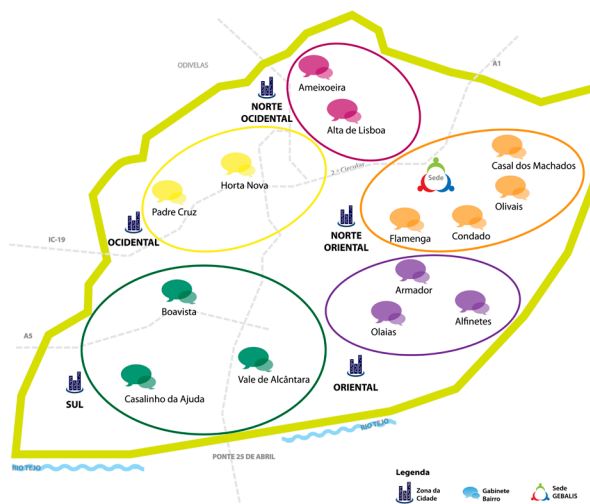 ODIVELAS
A1
Ameixoeira
NORTE
OCIDENTAL
Alta de Lisboa
2.ª Circular
Casal dos Machados
Sede
Horta Nova
Padre Cruz
Olivais
OCIDENTAL
IC-19
NORTE
ORIENTAL
Flamenga
Condado
Armador
Boavista
Olaias
Alfinetes
A5
Vale de Alcântara
ORIENTAL
SUL
Casalinho da Ajuda
RIO TEJO
PONTE 25 DE ABRIL
RIO TEJO
Legenda
Zona da
Cidade
Gabinete
Bairro
Sede
GEBALIS